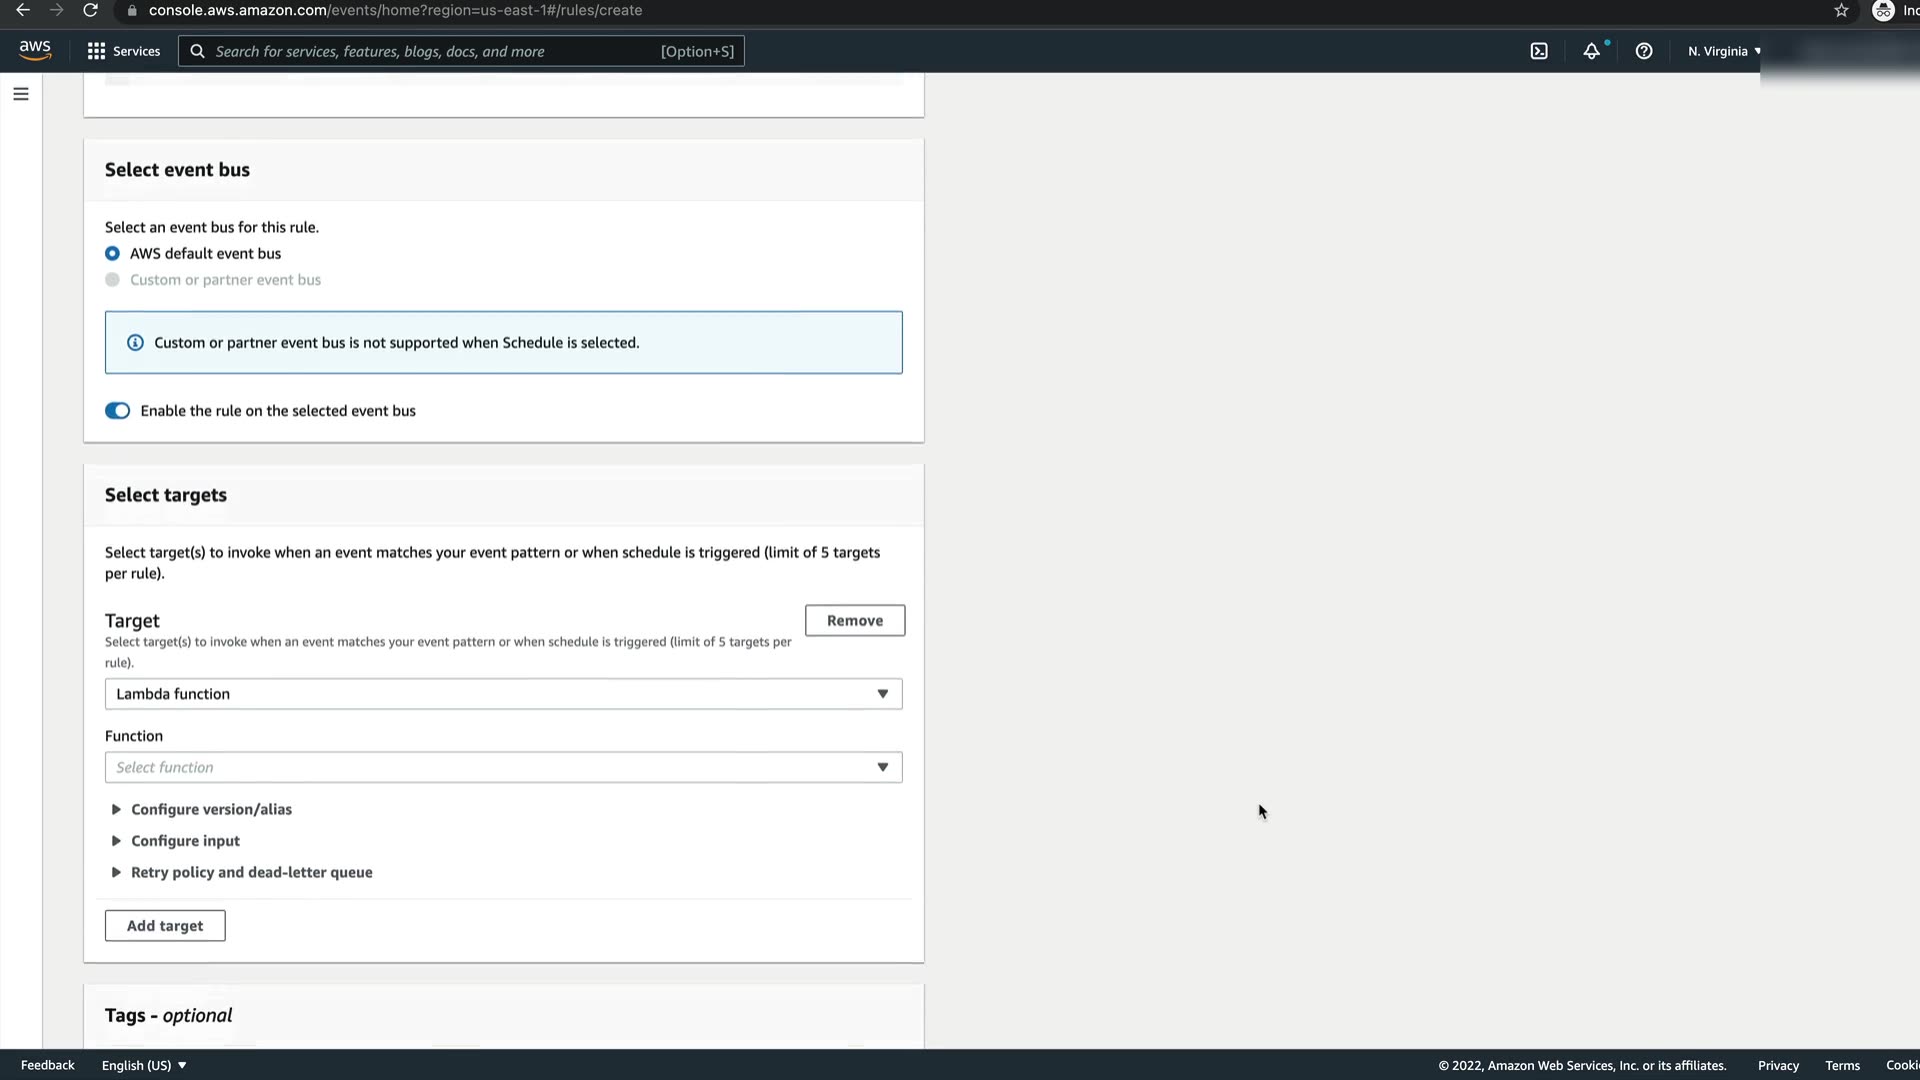 console.aws.amazon.com/events/home?region=us-east-1#/rules/create
aws
Services
Search for services, features, blogs, docs, and more
[Option+S]
N. Virginia
Select event bus
Select an event bus for this rule.
AWS default event bus
Custom or partner event bus
Custom or partner event bus is not supported when Schedule is selected.
Enable the rule on the selected event bus
Select targets
Select target(s) to invoke when an event matches your event pattern or when schedule is triggered (limit of 5 targets
per rule).
Target
Remove
Select target(s) to invoke when an event matches your event pattern or when schedule is triggered (limit of 5 targets per
rule).
Lambda function
Function
Select function
Configure version/alias
Configure input
Retry policy and dead-letter queue
Add target
Tags - optional
Feedback
English (US)
© 2022, Amazon Web Services, Inc. or its affiliates.
Privacy
Terms